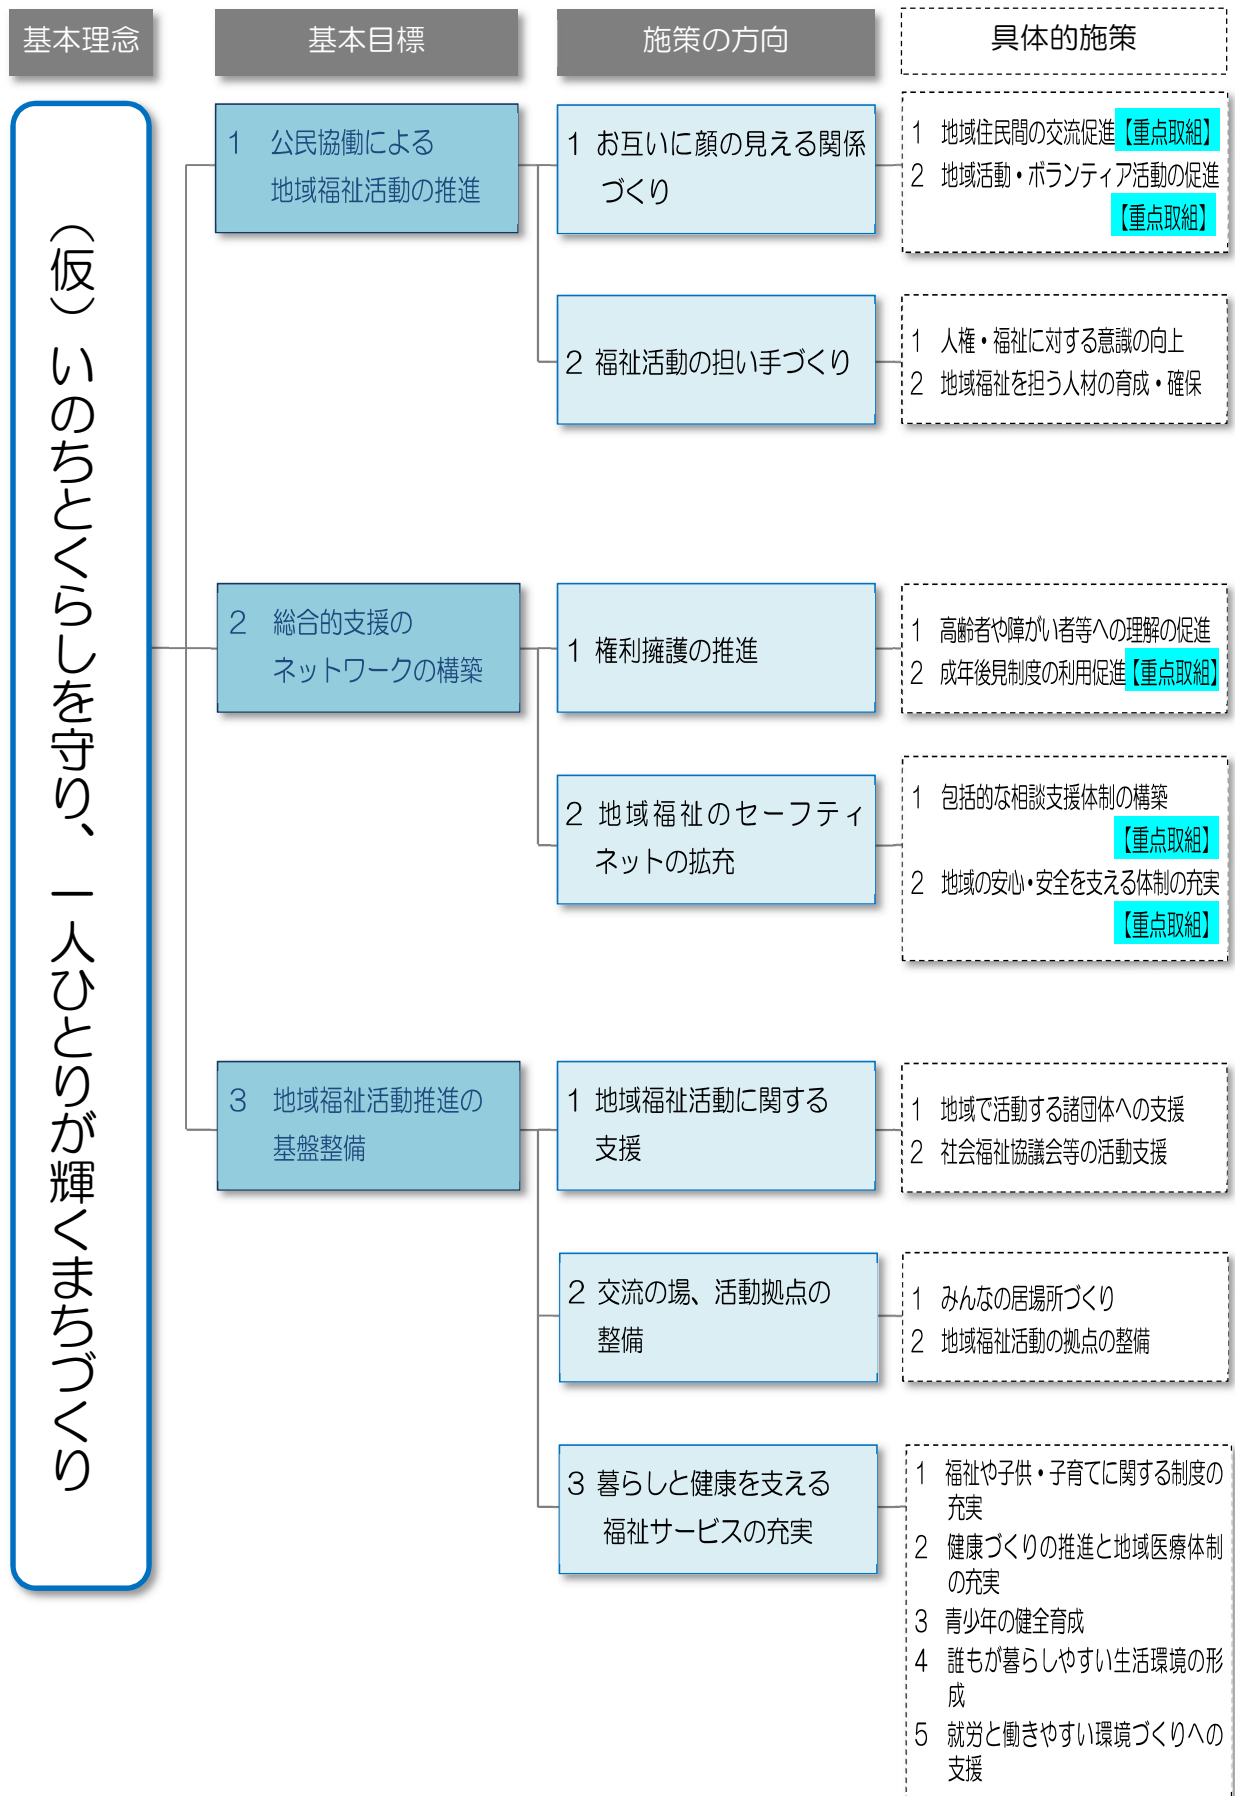 基本理念
基本目標
施策の方向
具体的施策
(仮)いのちとくらしを守り、一人ひとりが輝くまちづくり
1 公民協働による
地域福祉活動の推進
1 お互いに顔の見える関係
づくり
1 地域住民間の交流促進【重点取組】
2 地域活動・ボランティア活動の促進
【重点取組】
2 福祉活動の担い手づくり
1 人権・福祉に対する意識の向上
2 地域福祉を担う人材の育成・確保
2 総合的支援の
ネットワークの構築
1 権利擁護の推進
1 高齢者や障がい者等への理解の促進
2 成年後見制度の利用促進【重点取組】
2 地域福祉のセーフティ
ネットの拡充
1 包括的な相談支援体制の構築
【重点取組】
2 地域の安心・安全を支える体制の充実
【重点取組】
3 地域福祉活動推進の
基盤整備
1 地域福祉活動に関する
支援
1 地域で活動する諸団体への支援
2 社会福祉協議会等の活動支援
2 交流の場、活動拠点の
整備
1 みんなの居場所づくり
2 地域福祉活動の拠点の整備
3 暮らしと健康を支える
福祉サービスの充実
1 福祉や子供・子育てに関する制度の
充実
2 健康づくりの推進と地域医療体制
の充実
3 青少年の健全育成
4 誰もが暮らしやすい生活環境の形
成
5 就労と働きやすい環境づくりへの
支援